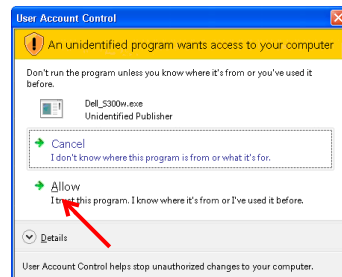 User Account Control
An unidentified program wants access to your computer
Don't run the program unless you know where it's from or you've used it
before.
Dell_S300w.exe
Unidentified Publisher
Cancel
I don't know where this program is from or what it's for.
Allow
I trust this program. I know where it's from or I've used it before.
Details
User Account Control helps stop unauthorized changes to your computer.